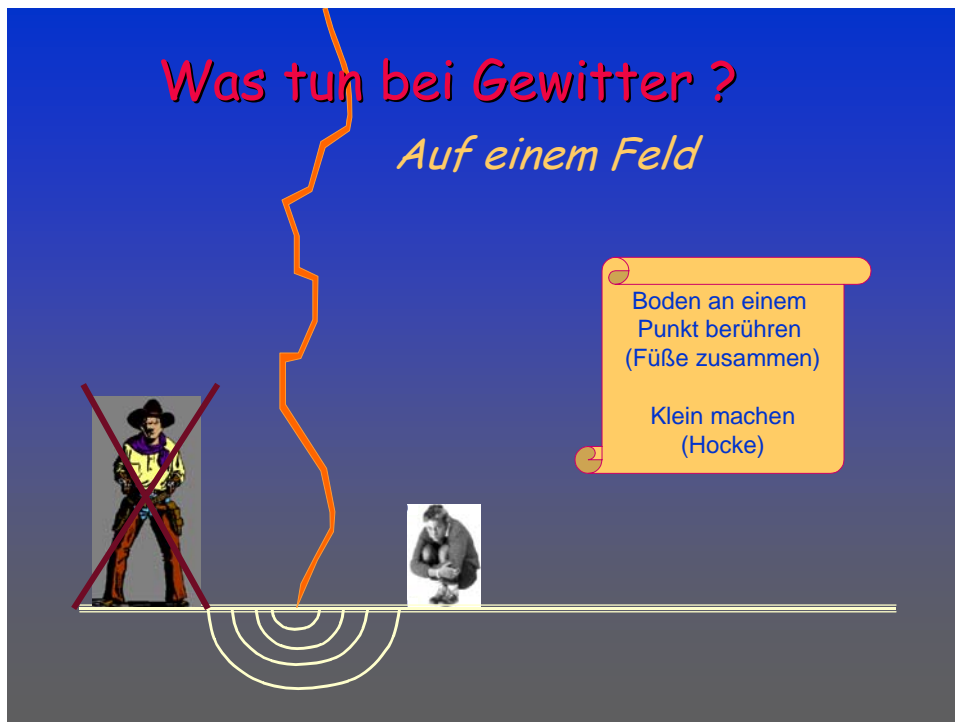 Was tun bei Gewitter ?
Auf einem Feld
Boden an einem
Punkt berühren
(Füße zusammen)
Klein machen
(Hocke)